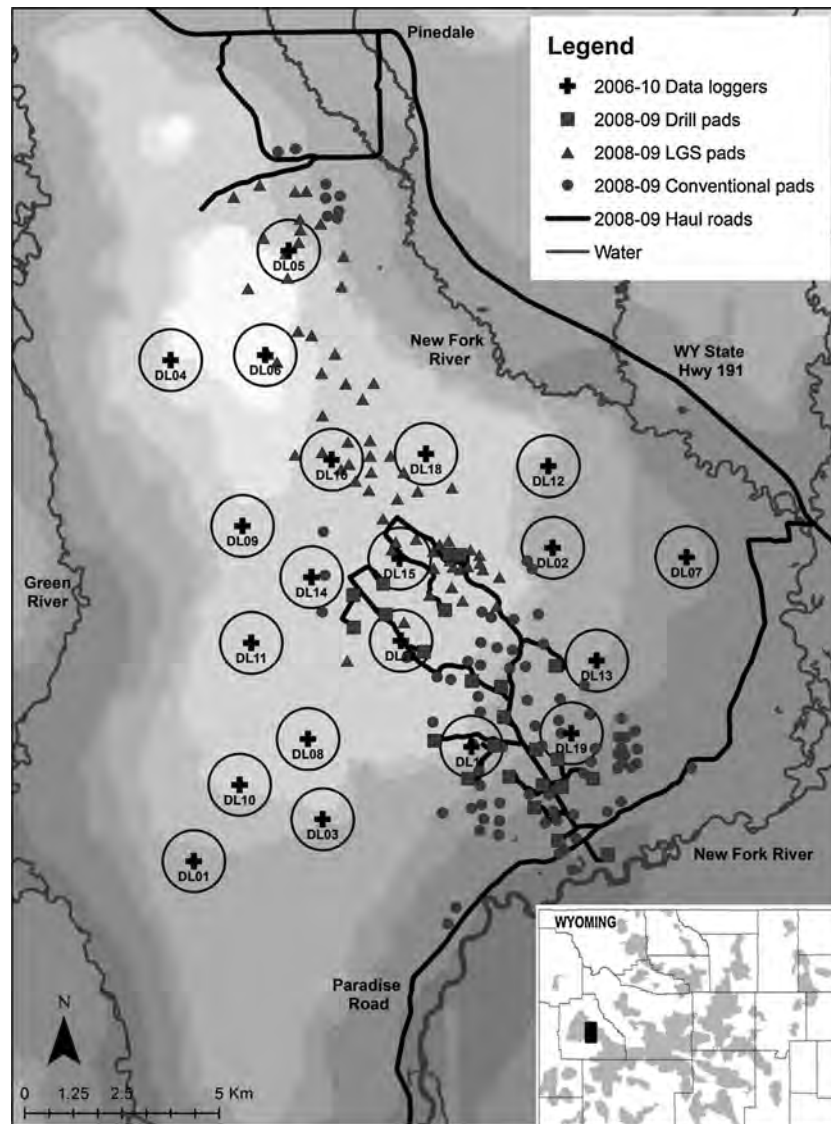 Pinedale
Legend
2006-10 Data loggers
2008-09 Drill pads
2008-09 LGS pads
2008-09 Conventional pads
2008-09 Haul roads
Water
DL05
New Fork
River
WY State
Hwy 191
DL04
DL06
DL16
DL18
DL12
DL09
DL15
DL02
DL07
DL14
Green
River
DL11
DL13
DL08
DL19
DL10
DL03
DL01
New Fork River
Paradise
Road
WYOMING
N
0 1.25 2.5 5 Km